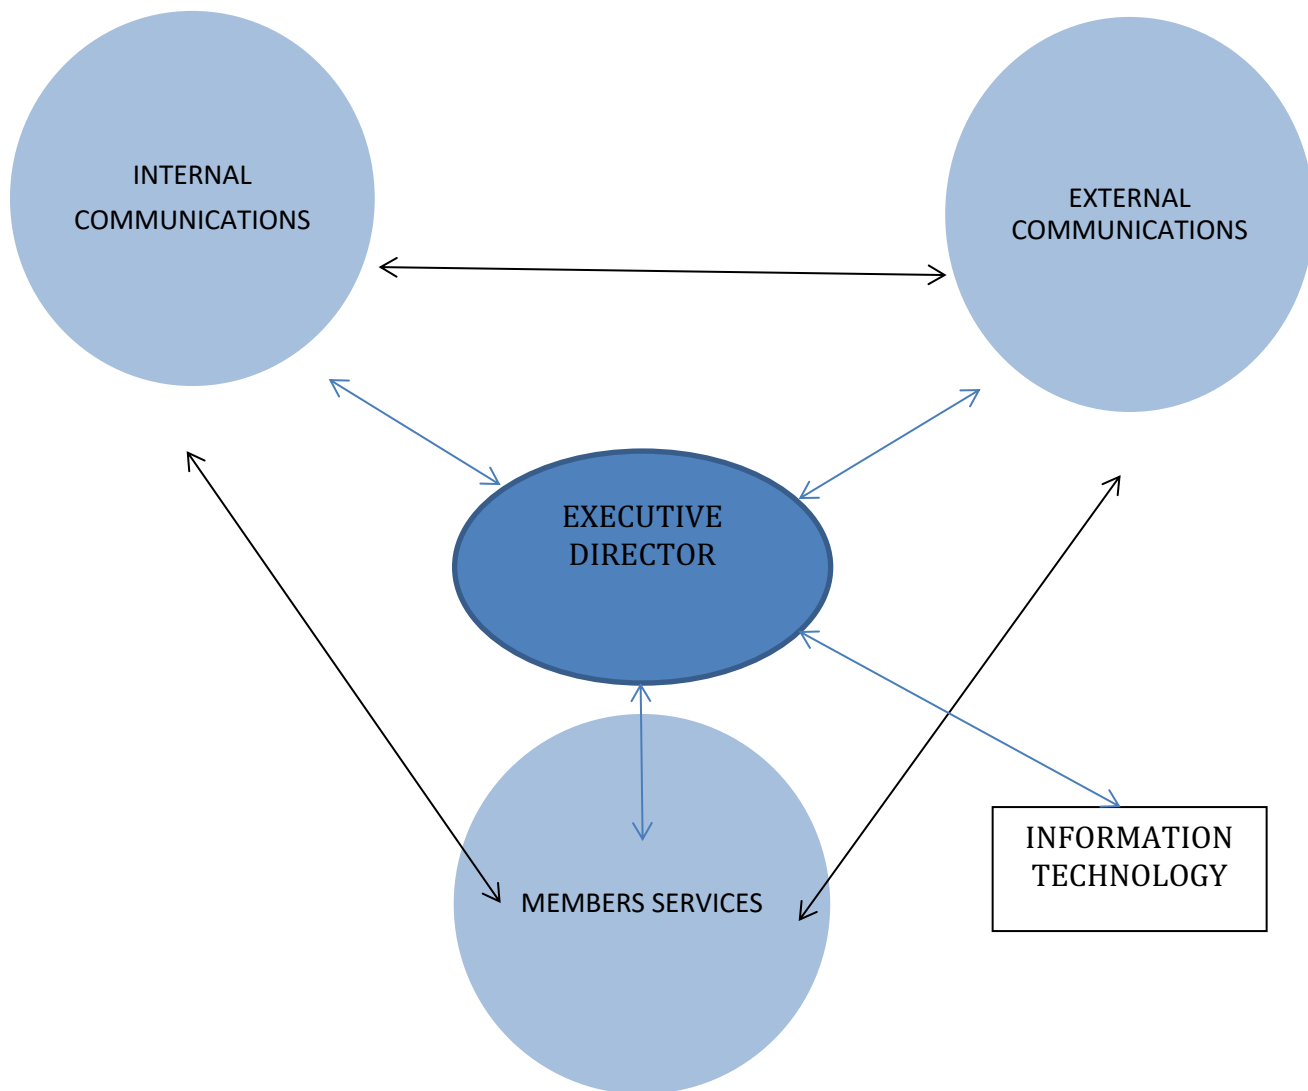 INTERNAL
COMMUNICATIONS
EXTERNAL
COMMUNICATIONS
EXECUTIVE
DIRECTOR
INFORMATION
TECHNOLOGY
MEMBERS SERVICES